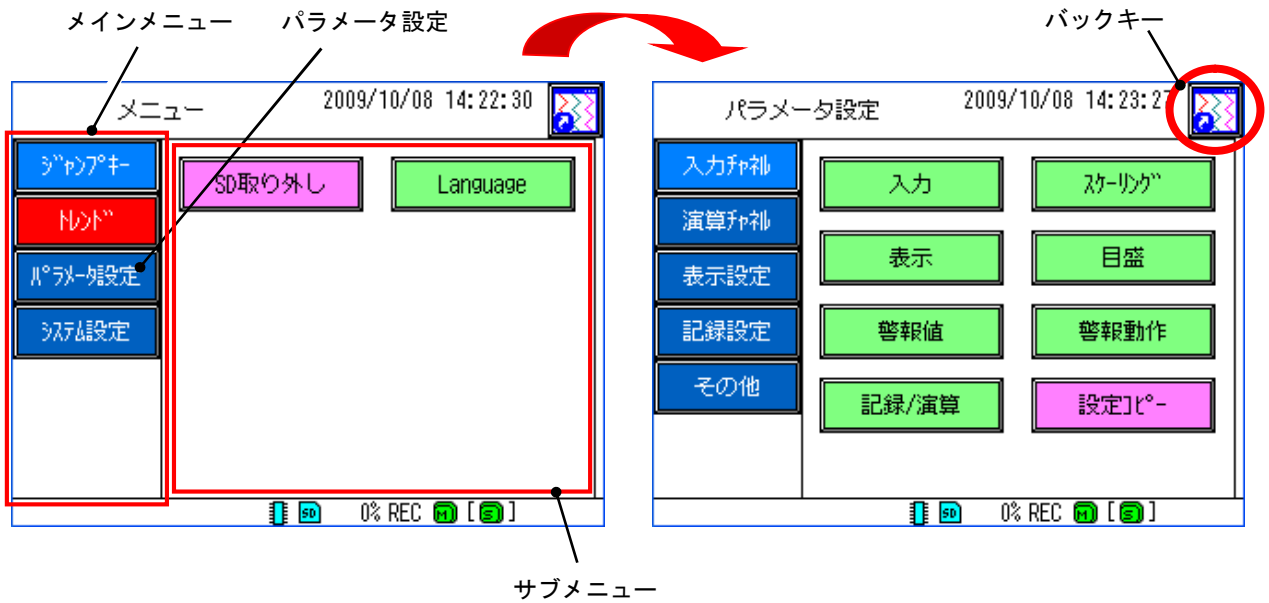 メインメニュー
パラメータ設定
バックキー
メニュー
2009/10/08 14:22:30
ｼﾞｬﾝﾌﾟｷｰ
ﾄﾚﾝﾄﾞ
ﾊﾟﾗﾒｰﾀ設定
ｼｽﾃﾑ設定
SD取り外し
Language
SD
0% REC M [S]
サブメニュー
パラメータ設定
2009/10/08 14:23:27
入力ﾁｬﾈﾙ
演算ﾁｬﾈﾙ
表示設定
記録設定
その他
入力
ｽｹｰﾘﾝｸﾞ
表示
目盛
警報値
警報動作
記録/演算
設定ｺﾋﾟｰ
SD
0% REC M [S]